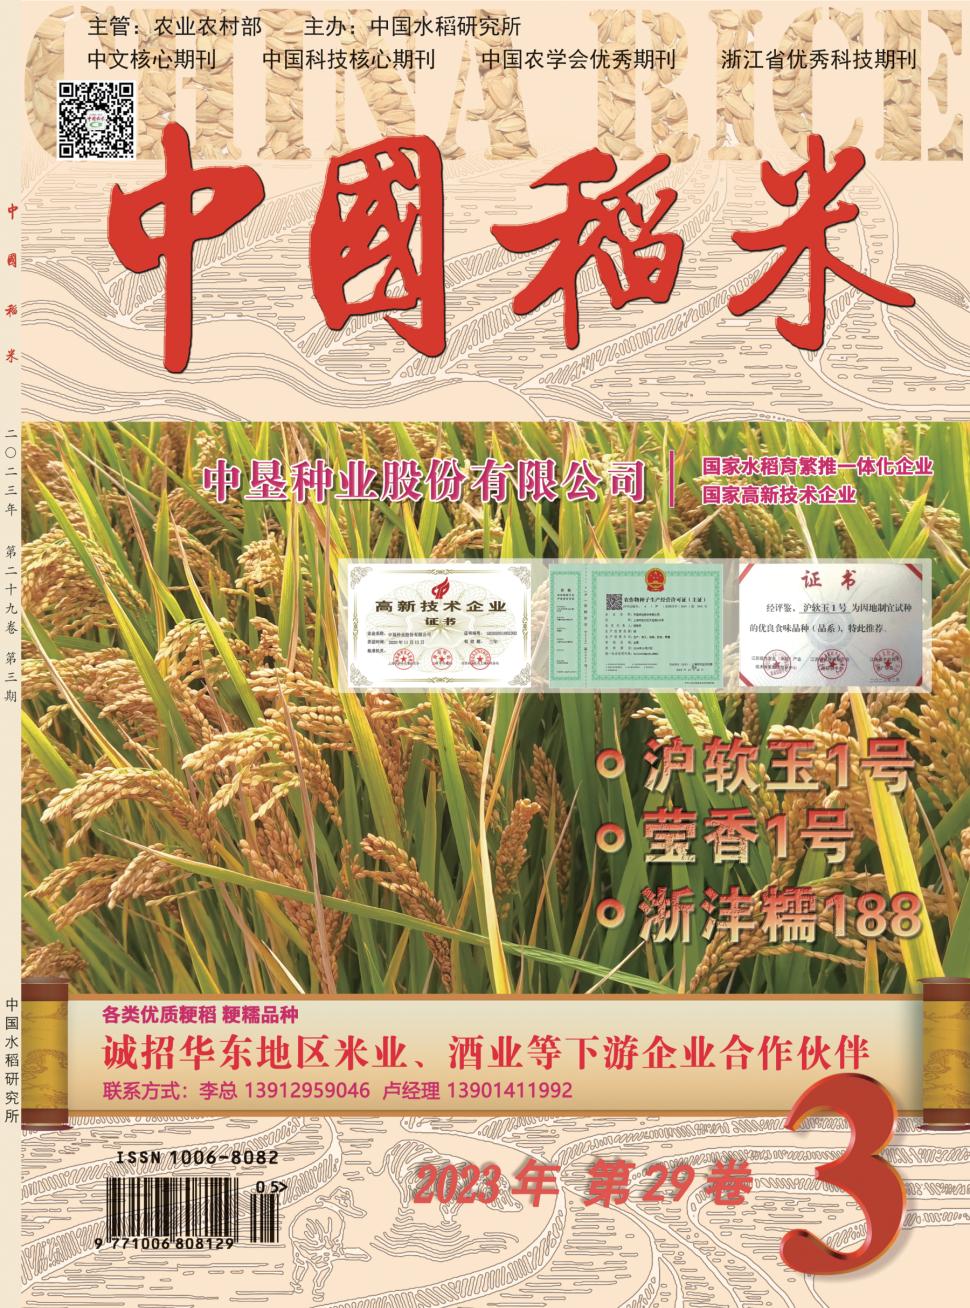 CHINA RICE
主管：农业农村部 主办：中国水稻研究所
中文核心期刊 中国科技核心期刊 中国农学会优秀期刊 浙江省优秀科技期刊
中國稻米
中國稻米
二〇二三年 第二十九卷 第三期
中国水稻研究所
中垦种业股份有限公司
国家水稻育繁推一体化企业
国家高新技术企业
高新技术企业
证书
证书
经评鉴，沪软玉1号 为因地制宜试种
的优良食味品种（品系），特此推荐。
沪软玉1号
莹香1号
浙沣糯188
各类优质粳稻 粳糯品种
诚招华东地区米业、酒业等下游企业合作伙伴
联系方式：李总 13912959046 卢经理 13901411992
ISSN 1006-8082
05>
9 771006 808129
2023年 第29卷
3